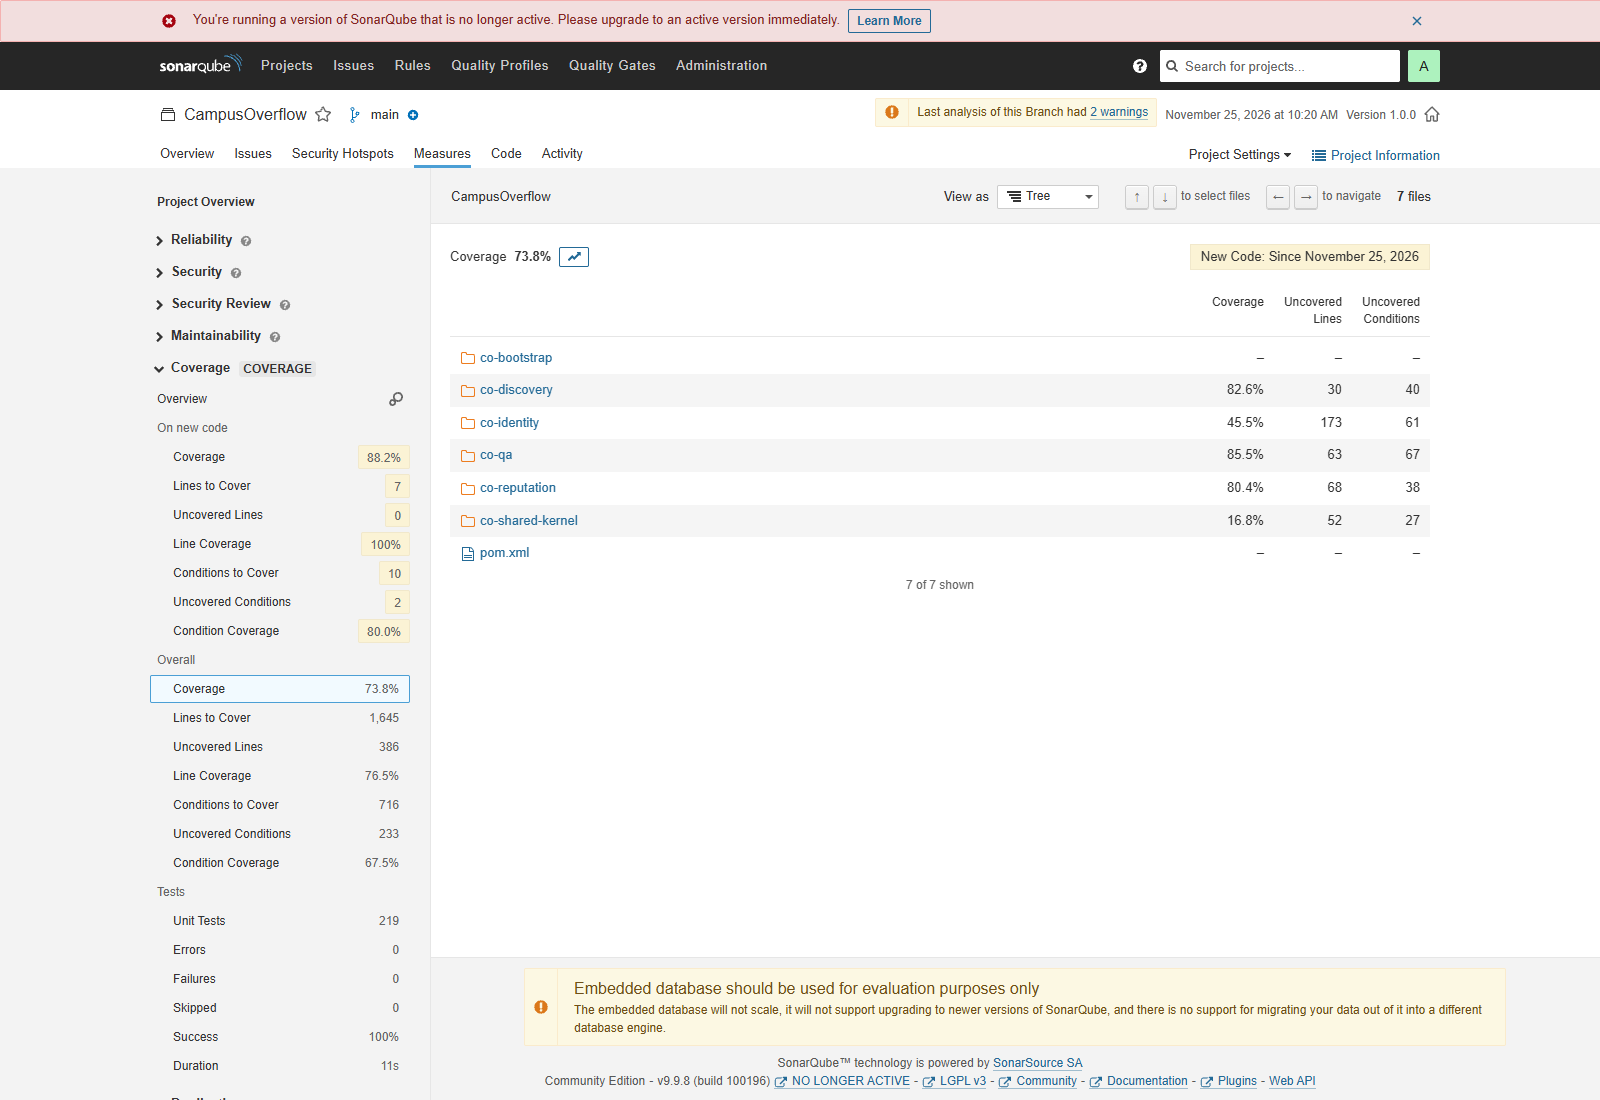 You're running a version of SonarQube that is no longer active. Please upgrade to an active version immediately. Learn More
sonarqube Projects Issues Rules Quality Profiles Quality Gates Administration Search for projects... A
CampusOverflow main Last analysis of this Branch had 2 warnings November 25, 2026 at 10:20 AM Version 1.0.0
Overview Issues Security Hotspots Measures Code Activity Project Settings Project Information
Project Overview
Reliability
Security
Security Review
Maintainability
Coverage COVERAGE
Overview
On new code
Coverage 88.2%
Lines to Cover 7
Uncovered Lines 0
Line Coverage 100%
Conditions to Cover 10
Uncovered Conditions 2
Condition Coverage 80.0%
Overall
Coverage 73.8%
Lines to Cover 1,645
Uncovered Lines 386
Line Coverage 76.5%
Conditions to Cover 716
Uncovered Conditions 233
Condition Coverage 67.5%
Tests
Unit Tests 219
Errors 0
Failures 0
Skipped 0
Success 100%
Duration 11s
CampusOverflow View as Tree ↑ ↓ to select files ← → to navigate 7 files
Coverage 73.8% New Code: Since November 25, 2026
Coverage Uncovered Lines Uncovered Conditions
co-bootstrap – – –
co-discovery 82.6% 30 40
co-identity 45.5% 173 61
co-qa 85.5% 63 67
co-reputation 80.4% 68 38
co-shared-kernel 16.8% 52 27
pom.xml – – –
7 of 7 shown
Embedded database should be used for evaluation purposes only
The embedded database will not scale, it will not support upgrading to newer versions of SonarQube, and there is no support for migrating your data out of it into a different
database engine.
SonarQube™ technology is powered by SonarSource SA
Community Edition - v9.9.8 (build 100196) NO LONGER ACTIVE - LGPL v3 - Community - Documentation - Plugins - Web API